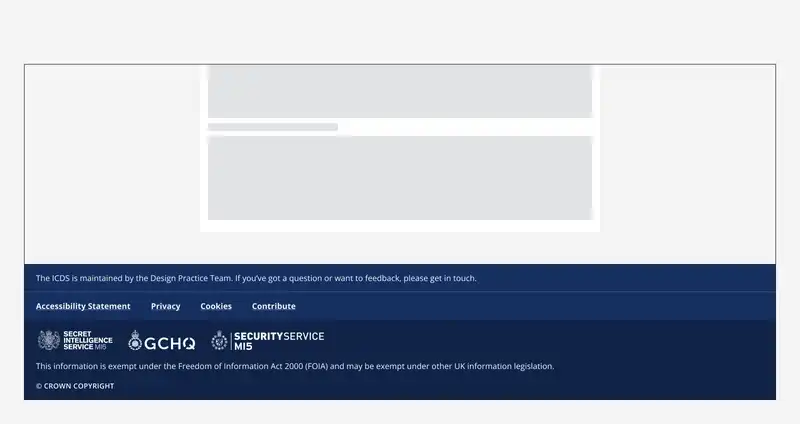 The ICDS is maintained by the Design Practice Team. If you've got a question or want to feedback, please get in touch.
Accessibility Statement Privacy Cookies Contribute
SECRET
INTELLIGENCE
SERVICE MI6
GCHQ
SECURITYSERVICE
MI5
This information is exempt under the Freedom of Information Act 2000 (FOIA) and may be exempt under other UK information legislation.
© CROWN COPYRIGHT